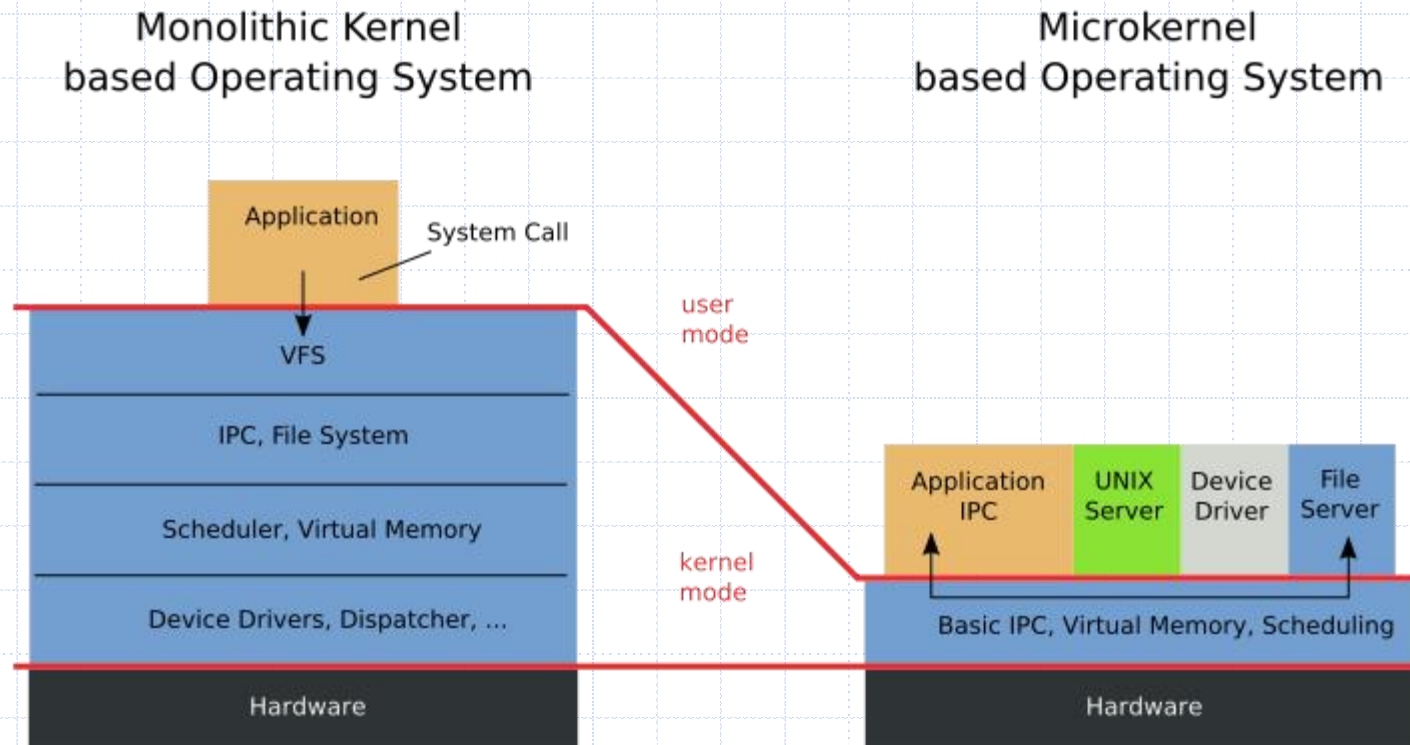 Monolithic Kernel
based Operating System
Microkernel
based Operating System
Application
System Call
user
mode
VFS
IPC, File System
Scheduler, Virtual Memory
Device Drivers, Dispatcher, ...
Hardware
kernel
mode
Application
IPC
UNIX
Server
Device
Driver
File
Server
Basic IPC, Virtual Memory, Scheduling
Hardware